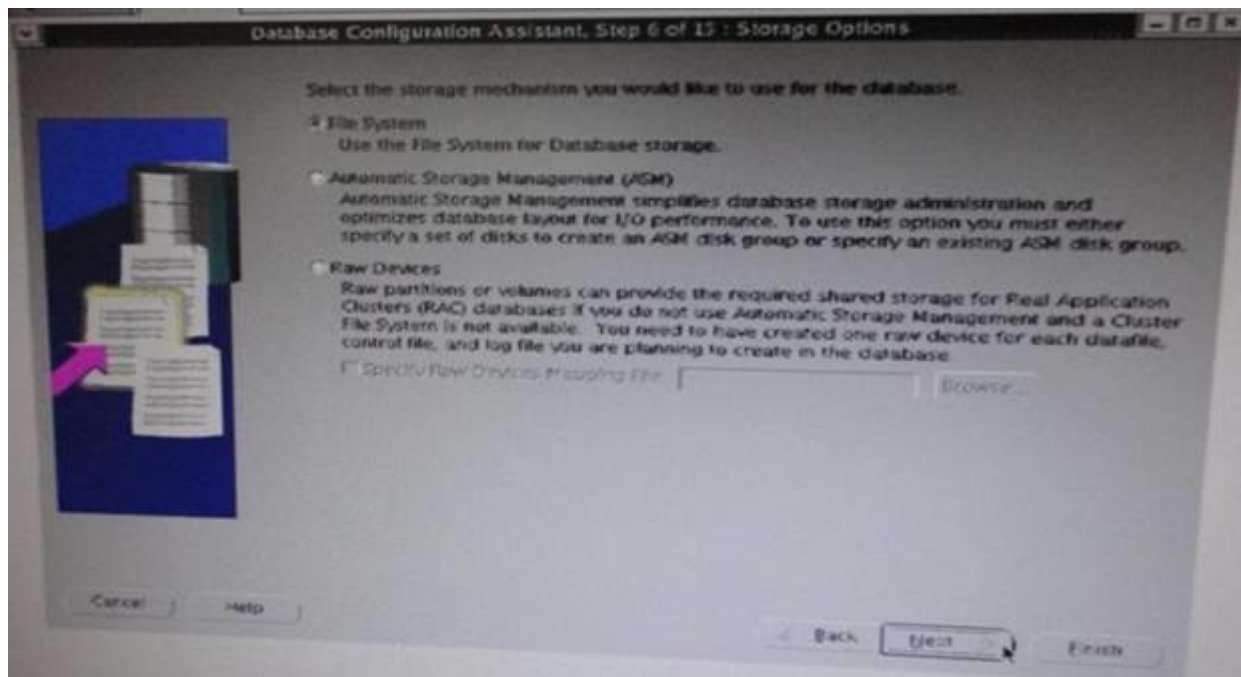 Database Configuration Assistant, Step 6 of 15 : Storage Options
Select the storage mechanism you would like to use for the database.
File System
Use the File System for Database storage.
Automatic Storage Management (ASM)
Automatic Storage Management simplifies database storage administration and
optimizes database layout for I/O performance. To use this option you must either
specify a set of disks to create an ASM disk group or specify an existing ASM disk group.
Raw Devices
Raw partitions or volumes can provide the required shared storage for Real Application
Clusters (RAC) databases if you do not use Automatic Storage Management and a Cluster
File System is not available. You need to have created one raw device for each datafile,
control file, and log file you are planning to create in the database.
Specify Raw Devices Mapping File
Browse...
Cancel
Help
Back
Next
Finish